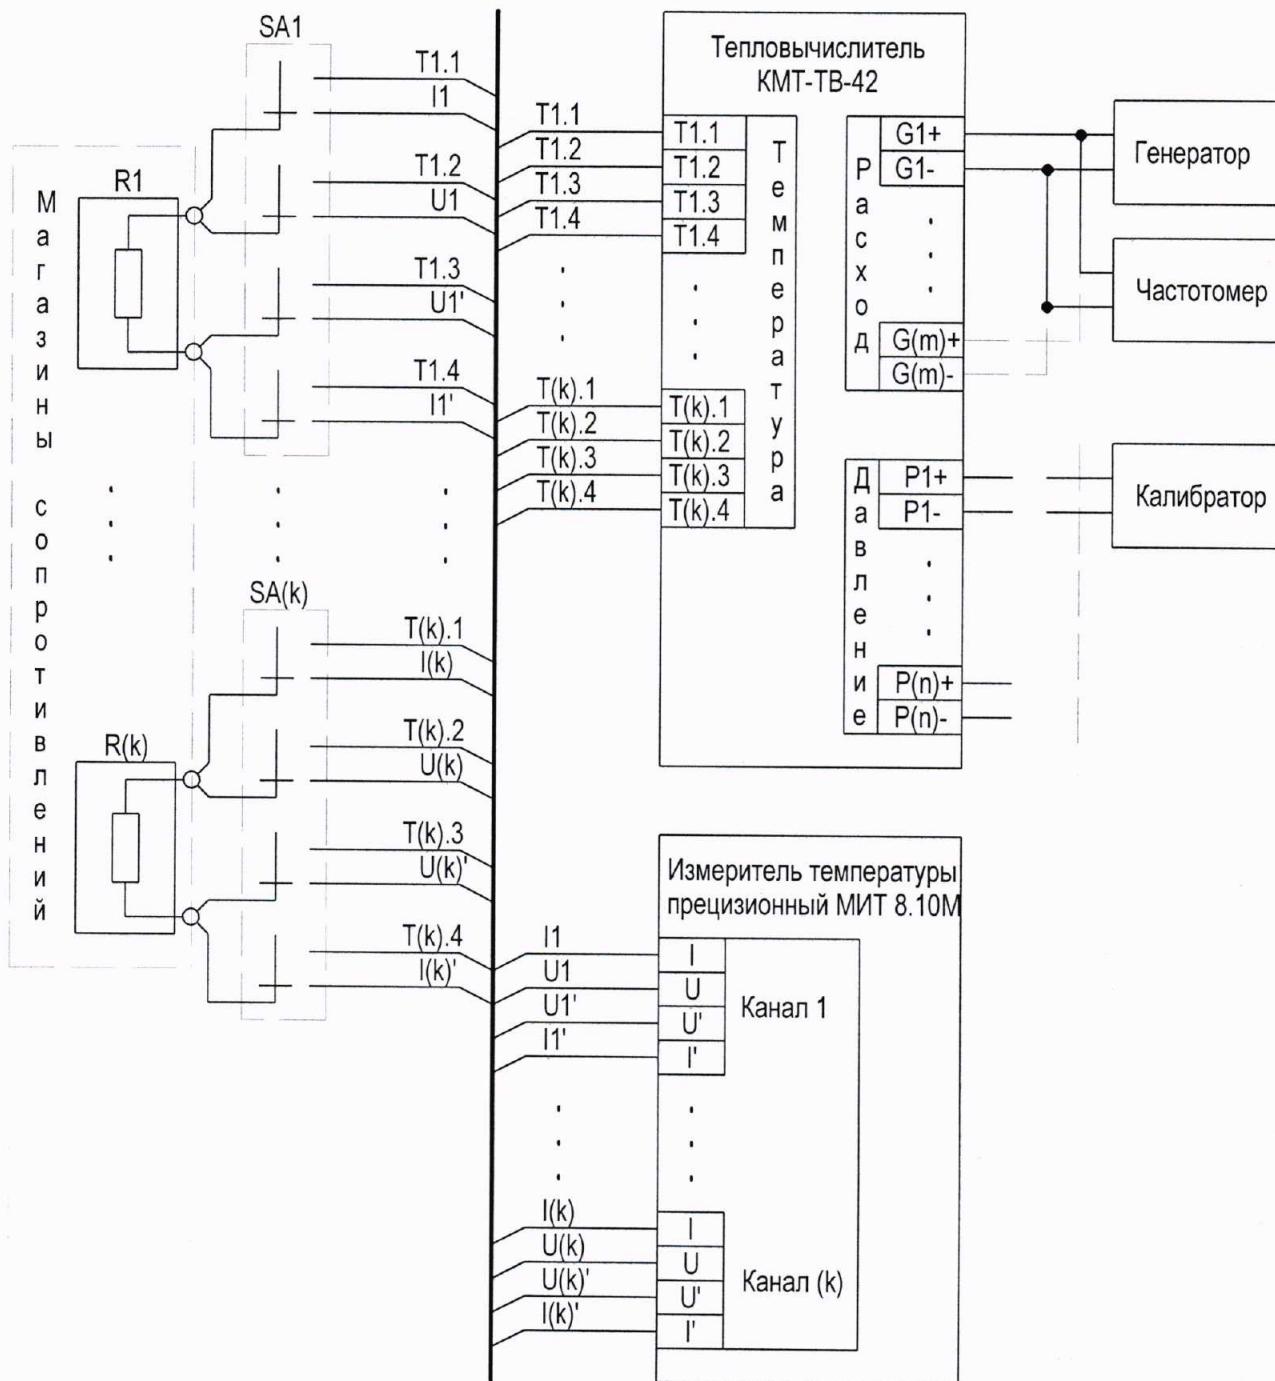 SA1
T1.1
I1
T1.2
U1
T1.3
U1'
T1.4
I1'
Магазины сопротивлений
R1
SA(k)
T(k).1
I(k)
T(k).2
U(k)
T(k).3
U(k)'
T(k).4
I(k)'
R(k)
T1.1
T1.2
T1.3
T1.4
T(k).1
T(k).2
T(k).3
T(k).4
Тепловычислитель
КМТ-ТВ-42
T1.1
T1.2
T1.3
T1.4
T(k).1
T(k).2
T(k).3
T(k).4
Температура
Расход
G1+
G1-
G(m)+
G(m)-
Давление
P1+
P1-
P(n)+
P(n)-
Генератор
Частотомер
Калибратор
Измеритель температуры
прецизионный МИТ 8.10М
I1
U1
U1'
I1'
I
U
U'
I'
Канал 1
I(k)
U(k)
U(k)'
I(k)'
I
U
U'
I'
Канал (k)